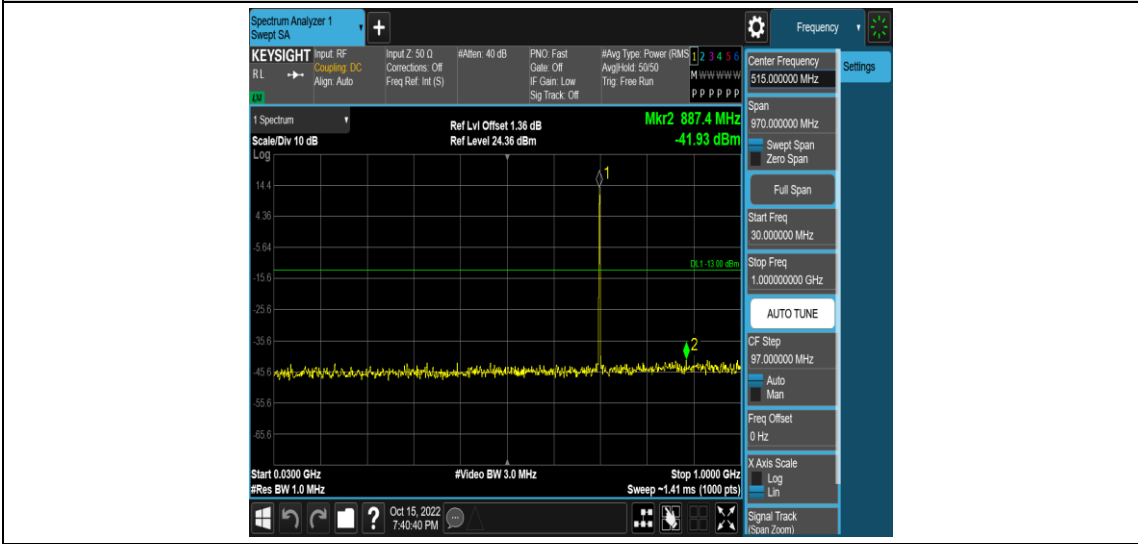 Spectrum Analyzer 1
Swept SA
Frequency
KEYSIGHT
RL
Input: RF
Coupling: DC
Align: Auto
Input Z: 50 Ω
Corrections: Off
Freq Ref: Int (S)
#Atten: 40 dB
PNO: Fast
Gate: Off
IF Gain: Low
Sig Track: Off
#Avg Type: Power (RMS
Avg|Hold: 50/50
Trig: Free Run
1 2 3 4 5 6
M W W W W W
P P P P P P
1 Spectrum
Scale/Div 10 dB
Log
Ref Lvl Offset 1.36 dB
Ref Level 24.36 dBm
Mkr2 887.4 MHz
-41.93 dBm
1
14.4
4.36
-5.64
DL1 -13.00 dBm
-15.6
-25.6
-35.6
2
-45.6
-55.6
-65.6
Start 0.0300 GHz
#Res BW 1.0 MHz
#Video BW 3.0 MHz
Stop 1.0000 GHz
Sweep ~1.41 ms (1000 pts)
Oct 15, 2022
7:40:40 PM
?
Center Frequency
515.000000 MHz
Settings
Span
970.000000 MHz
Swept Span
Zero Span
Full Span
Start Freq
30.000000 MHz
Stop Freq
1.000000000 GHz
AUTO TUNE
CF Step
97.000000 MHz
Auto
Man
Freq Offset
0 Hz
X Axis Scale
Log
Lin
Signal Track
(Span Zoom)